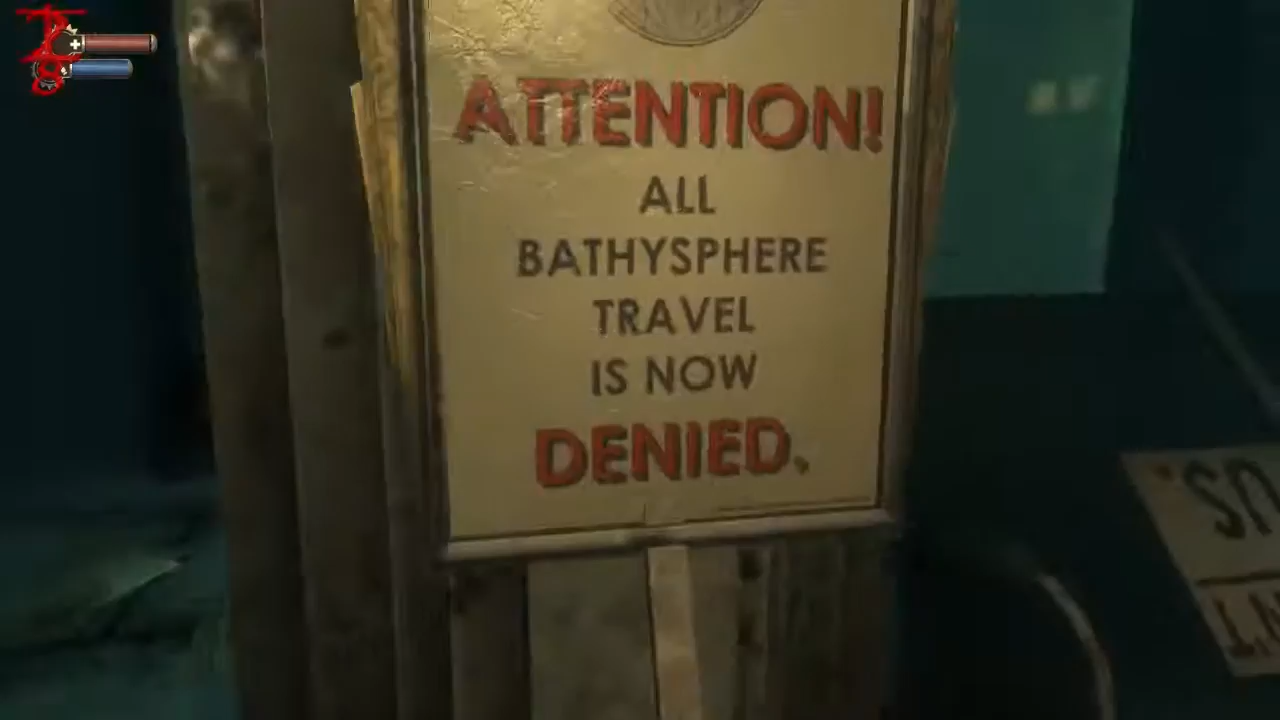 ATTENTION!
ALL
BATHYSPHERE
TRAVEL
IS NOW
DENIED.